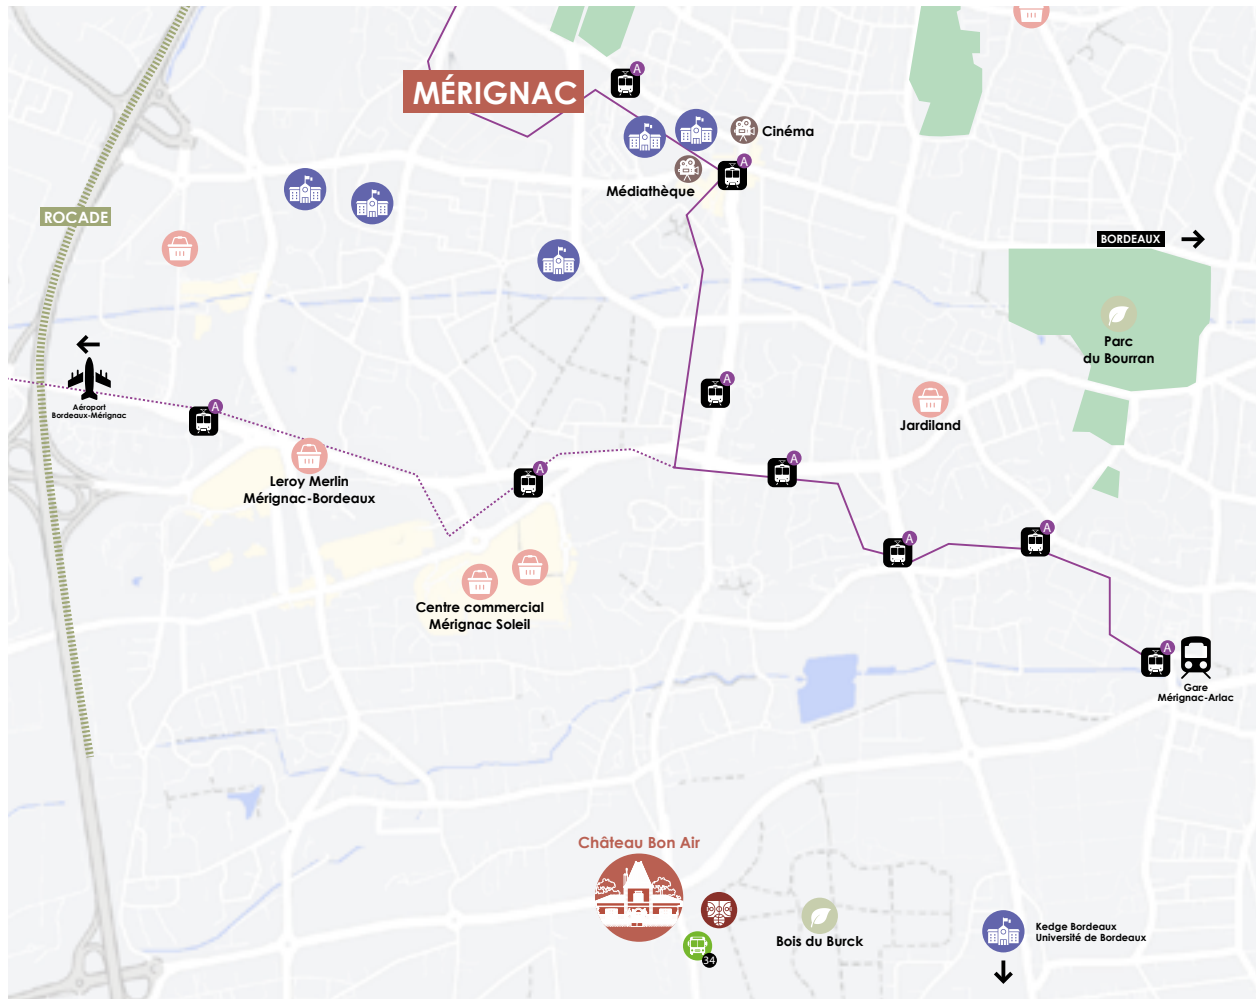 A
MÉRIGNAC
Cinéma
A
Médiathèque
ROCADE
BORDEAUX
Parc
du Bourran
Aéroport
Bordeaux-Mérignac
A
A
Jardiland
Leroy Merlin
Mérignac-Bordeaux
A
A
A
A
Centre commercial
Mérignac Soleil
A
Gare
Mérignac-Arlac
Château Bon Air
34
Bois du Burck
Kedge Bordeaux
Université de Bordeaux